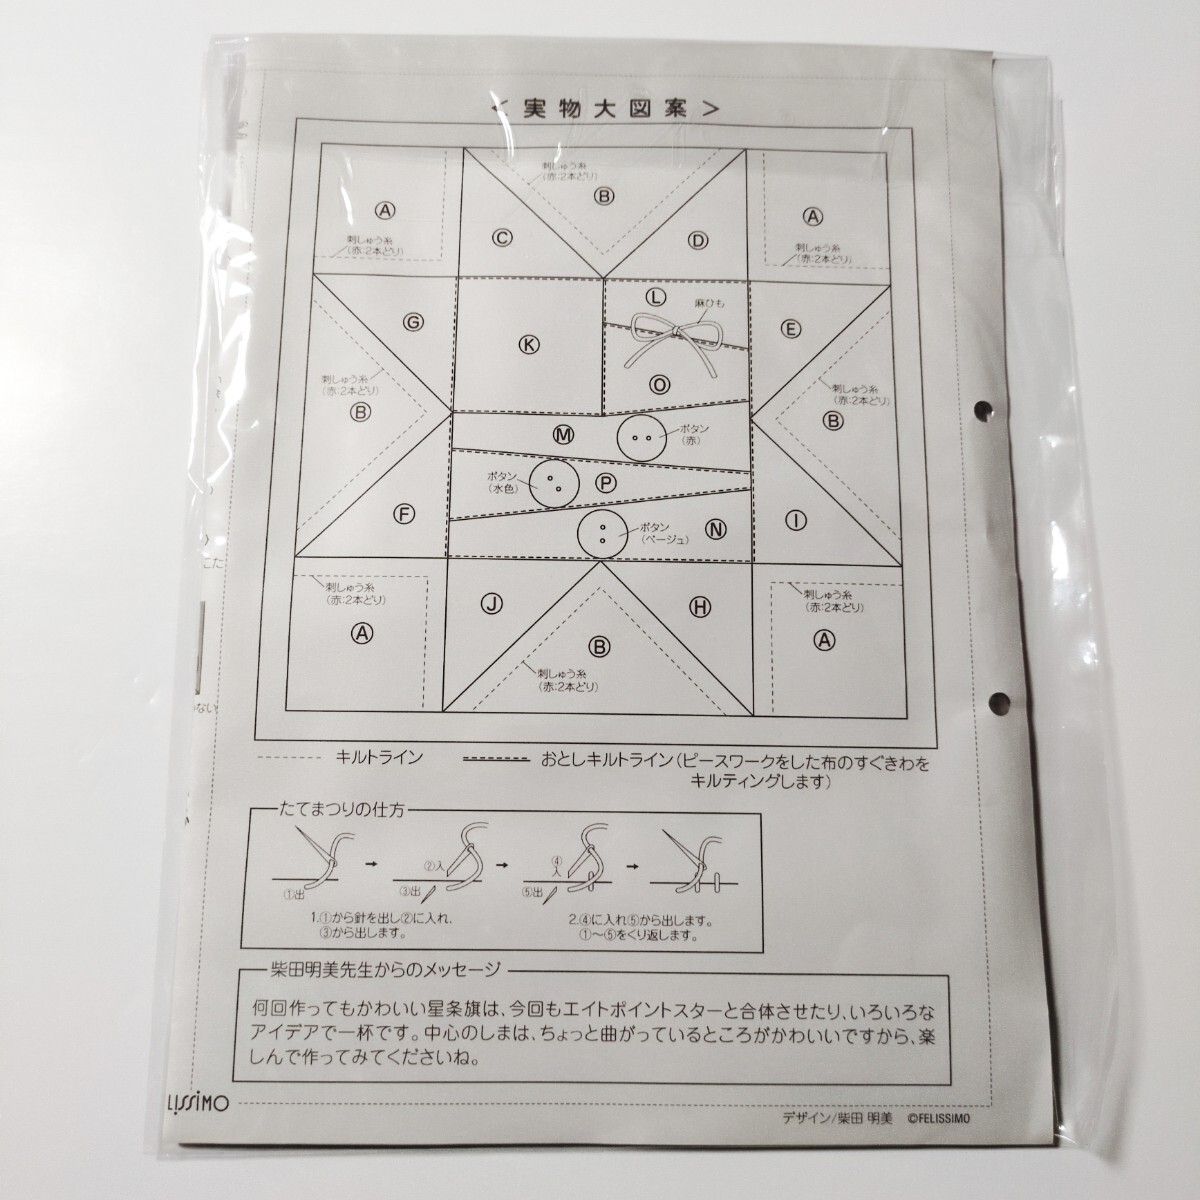 <実物大図案>
刺しゅう糸
(赤:2本どり)
Ⓑ
Ⓐ
Ⓐ
Ⓒ
Ⓓ
刺しゅう糸
(赤:2本どり)
刺しゅう糸
(赤:2本どり)
Ⓛ
麻ひも
Ⓖ
Ⓔ
Ⓚ
刺しゅう糸
(赤:2本どり)
Ⓞ
刺しゅう糸
(赤:2本どり)
Ⓑ
Ⓑ
Ⓜ
ボタン
(赤)
ボタン
(水色)
Ⓟ
Ⓕ
ボタン
(ベージュ)
Ⓝ
Ⓘ
刺しゅう糸
(赤:2本どり)
刺しゅう糸
(赤:2本どり)
Ⓙ
Ⓗ
Ⓐ
Ⓑ
Ⓐ
刺しゅう糸
(赤:2本どり)
キルトライン
おとしキルトライン(ピースワークをした布のすぐきわを
キルティングします)
たてまつりの仕方
①出
②入
③出
④入
⑤出
1.①から針を出し②に入れ、
③から出します。
2.④に入れ⑤から出します。
①〜⑤をくり返します。
柴田明美先生からのメッセージ
何回作ってもかわいい星条旗は、今回もエイトポイントスターと合体させたり、いろいろな
アイデアで一杯です。中心のしまは、ちょっと曲がっているところがかわいいですから、楽
しんで作ってみてくださいね。
LISSIMO
デザイン/柴田 明美 ©FELISSIMO
こた
ない